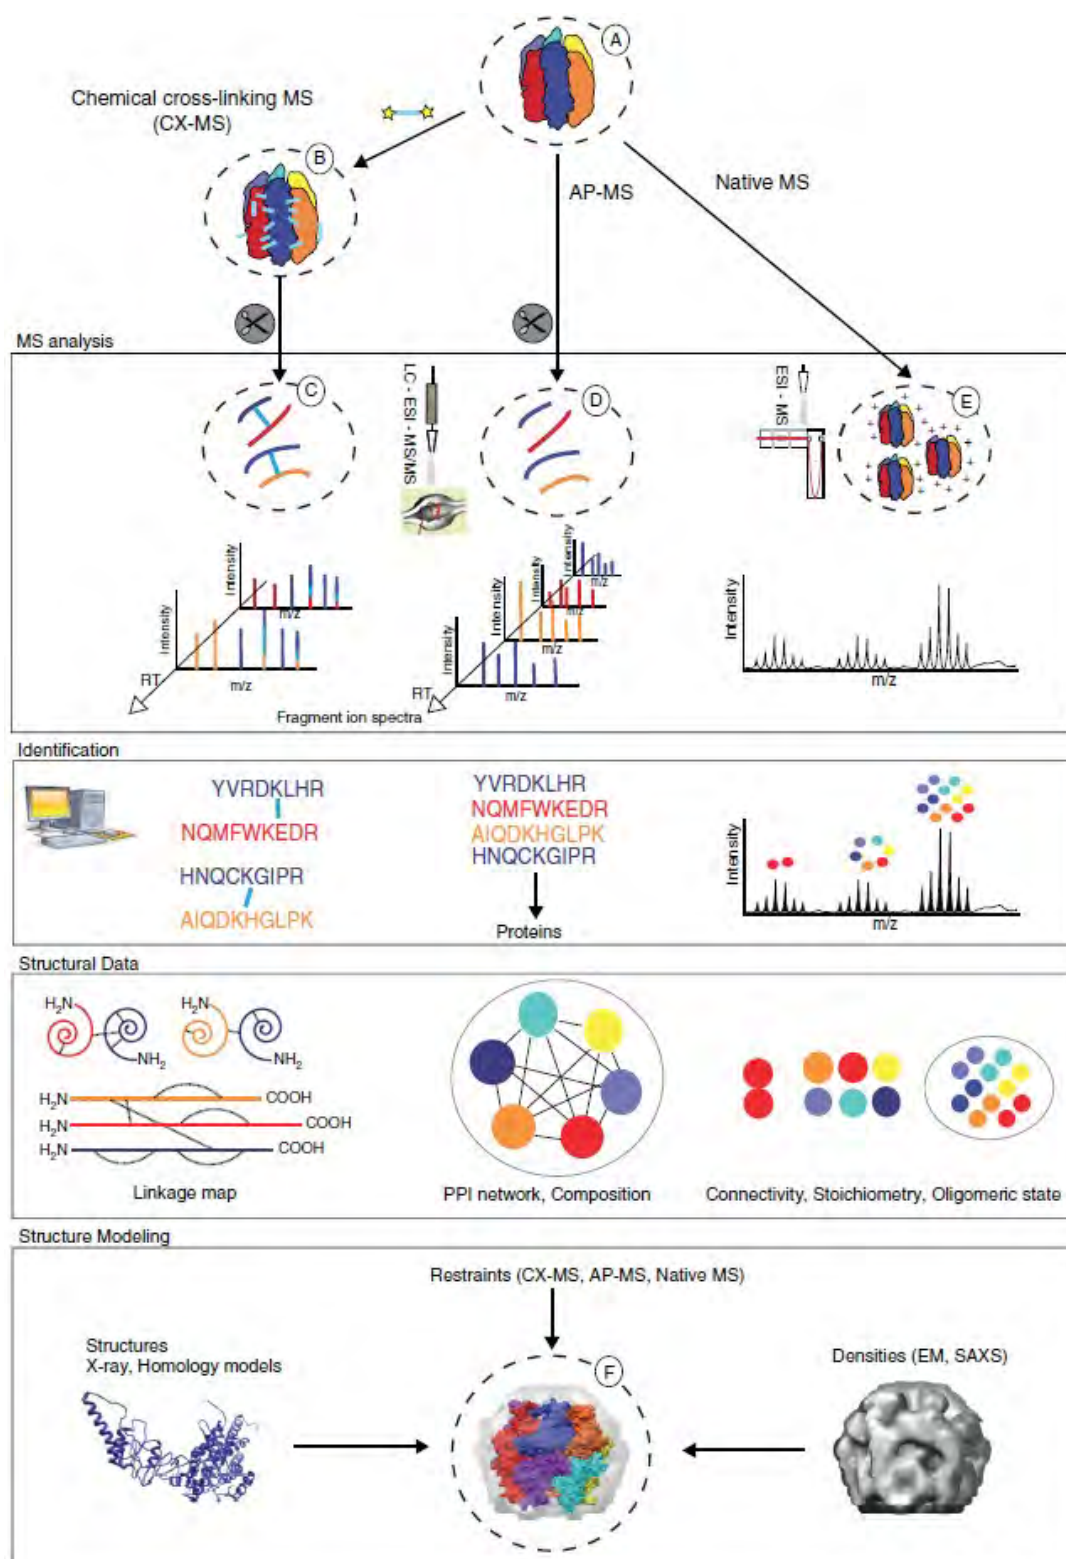 A
Chemical cross-linking MS
(CX-MS)
B
AP-MS
Native MS
MS analysis
C
LC - ESI - MS/MS
D
ESI - MS
E
Intensity
m/z
Intensity
m/z
RT
Intensity
m/z
Intensity
m/z
Intensity
m/z
Intensity
m/z
RT
Fragment ion spectra
Intensity
m/z
Identification
YVRDKLHR
NQMFWKEDR
HNQCKGIPR
AIQDKHGLPK
YVRDKLHR
NQMFWKEDR
AIQDKHGLPK
HNQCKGIPR
Proteins
Intensity
m/z
Structural Data
H2N
NH2
H2N
NH2
H2N COOH
H2N COOH
H2N COOH
Linkage map
PPI network, Composition
Connectivity, Stoichiometry, Oligomeric state
Structure Modeling
Restraints (CX-MS, AP-MS, Native MS)
Structures
X-ray, Homology models
F
Densities (EM, SAXS)